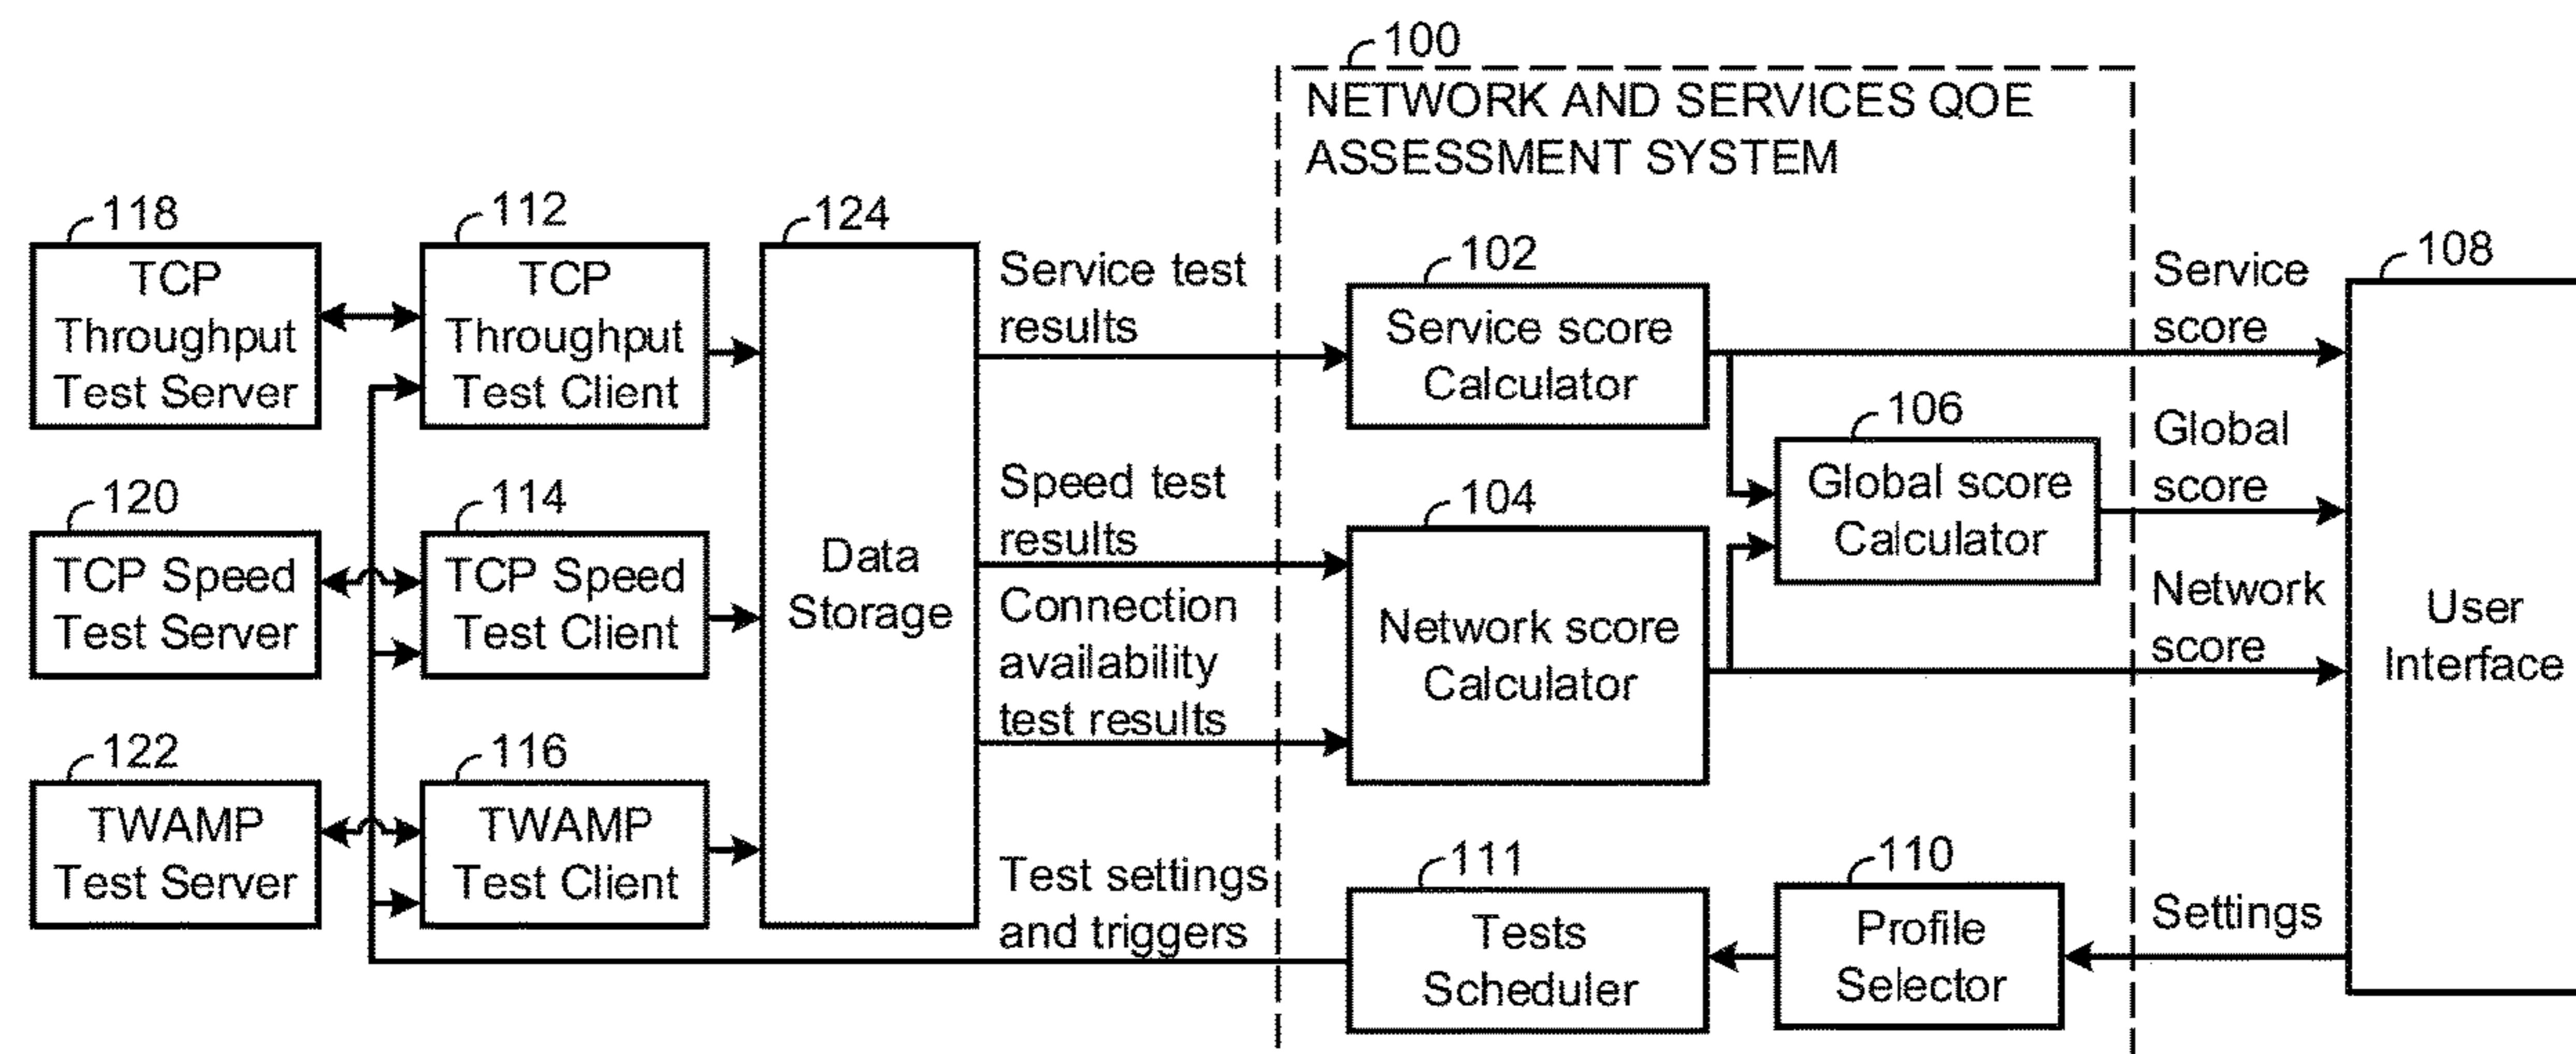 100
NETWORK AND SERVICES QOE
ASSESSMENT SYSTEM
118
TCP
Throughput
Test Server
112
TCP
Throughput
Test Client
124
Data
Storage
Service test
results
102
Service score
Calculator
Service
score
108
User
Interface
106
Global score
Calculator
Global
score
120
TCP Speed
Test Server
114
TCP Speed
Test Client
Speed test
results
104
Network score
Calculator
Connection
availability
test results
Network
score
122
TWAMP
Test Server
116
TWAMP
Test Client
Test settings
and triggers
111
Tests
Scheduler
110
Profile
Selector
Settings